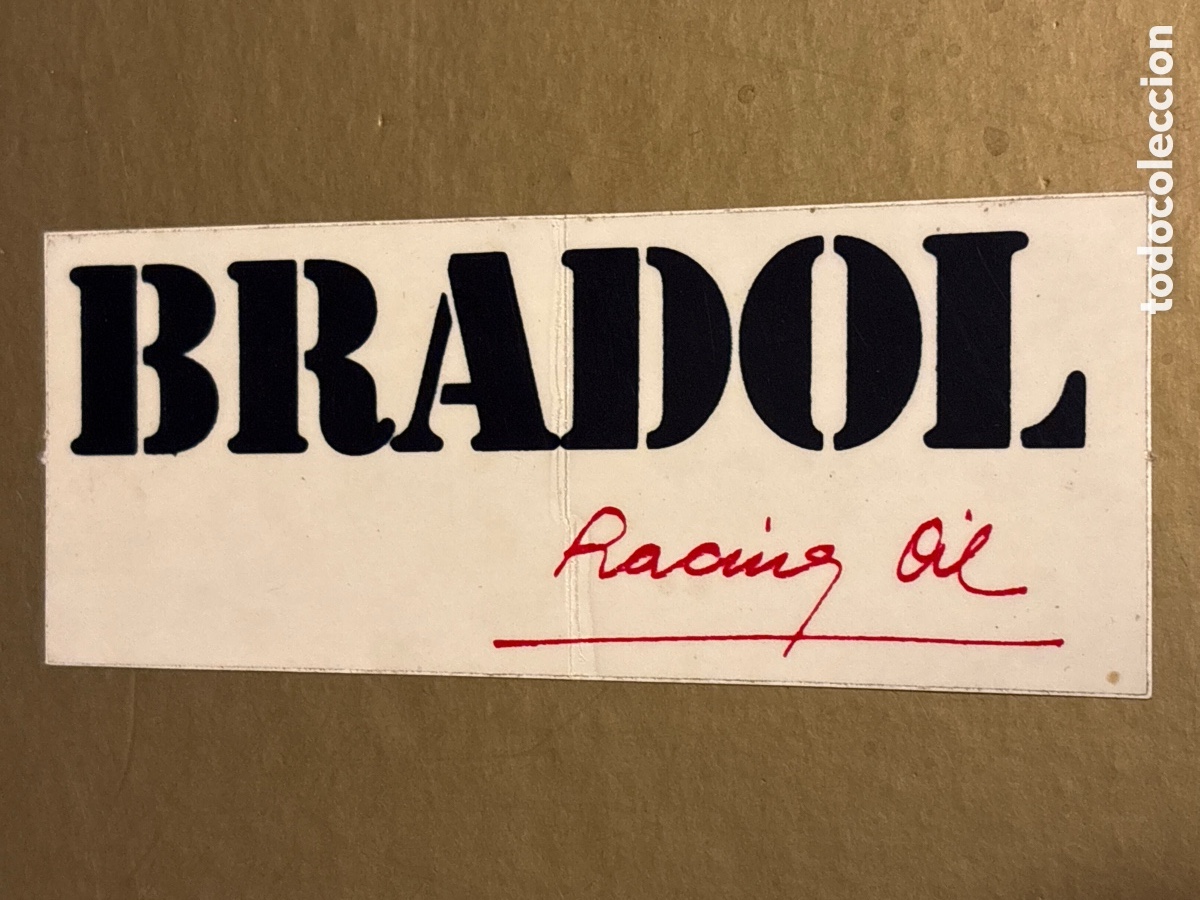 BRADOL
Racing Oil
todocoleccion